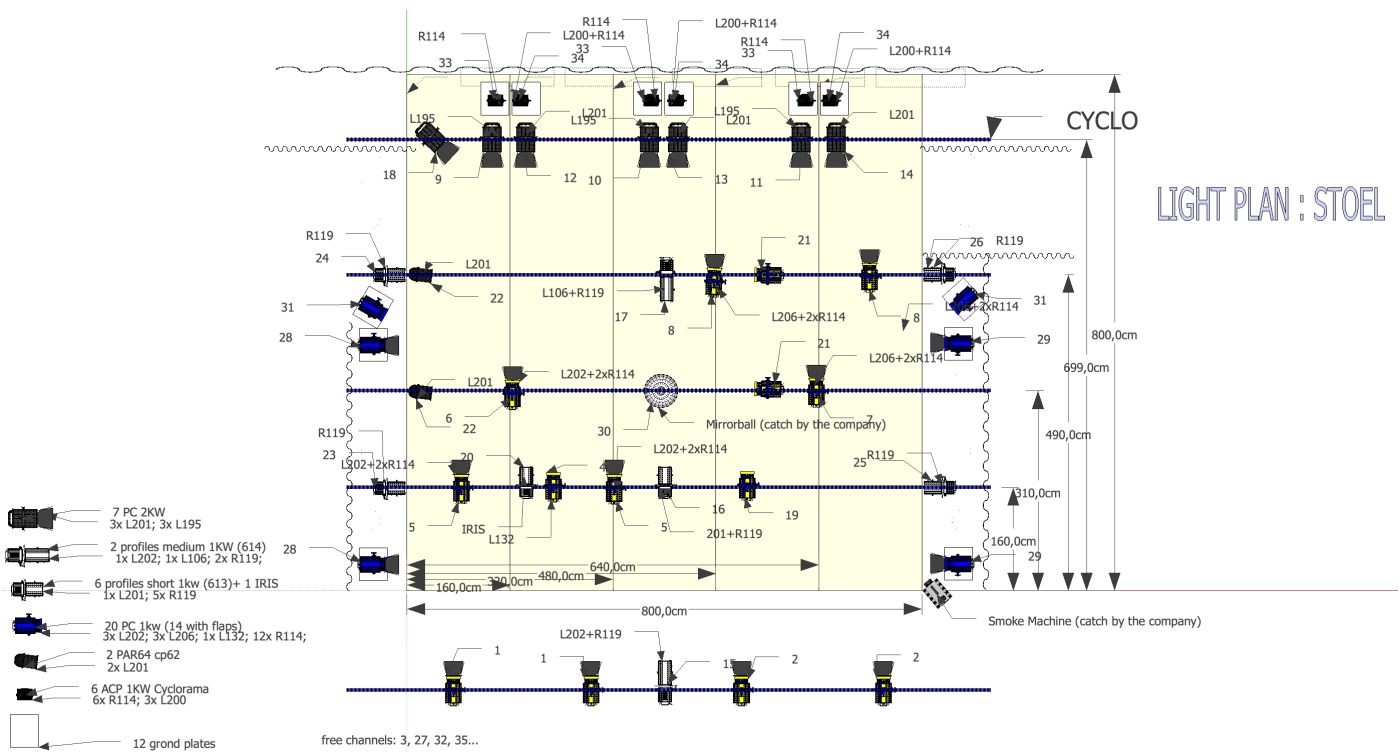 R114
L200+R114
R114
L200+R114
R114
L200+R114
33
34
33
34
33
34
CYCLO
L195
L201
L195
L201
L195
L201
18
9
12
10
13
11
14
LIGHT PLAN : STOEL
R119
24
L201
22
21
26
R119
31
L106+R119
17
8
L206+2xR114
8
L206+2xR114
31
28
29
800,0cm
699,0cm
21
L206+2xR114
L201
L202+2xR114
6
22
30
Mirrorball (catch by the company)
7
490,0cm
R119
23
L202+2xR114
20
4
L202+2xR114
R119
25
310,0cm
5
IRIS
L132
5
16
201+R119
19
160,0cm
28
29
640,0cm
480,0cm
320,0cm
160,0cm
800,0cm
Smoke Machine (catch by the company)
7 PC 2KW
3x L201; 3x L195
2 profiles medium 1KW (614)
1x L202; 1x L106; 2x R119;
6 profiles short 1kw (613)+ 1 IRIS
1x L201; 5x R119
20 PC 1kw (14 with flaps)
3x L202; 3x L206; 1x L132; 12x R114;
2 PAR64 cp62
2x L201
6 ACP 1KW Cyclorama
6x R114; 3x L200
12 grond plates
L202+R119
1
1
15
2
2
free channels: 3, 27, 32, 35...